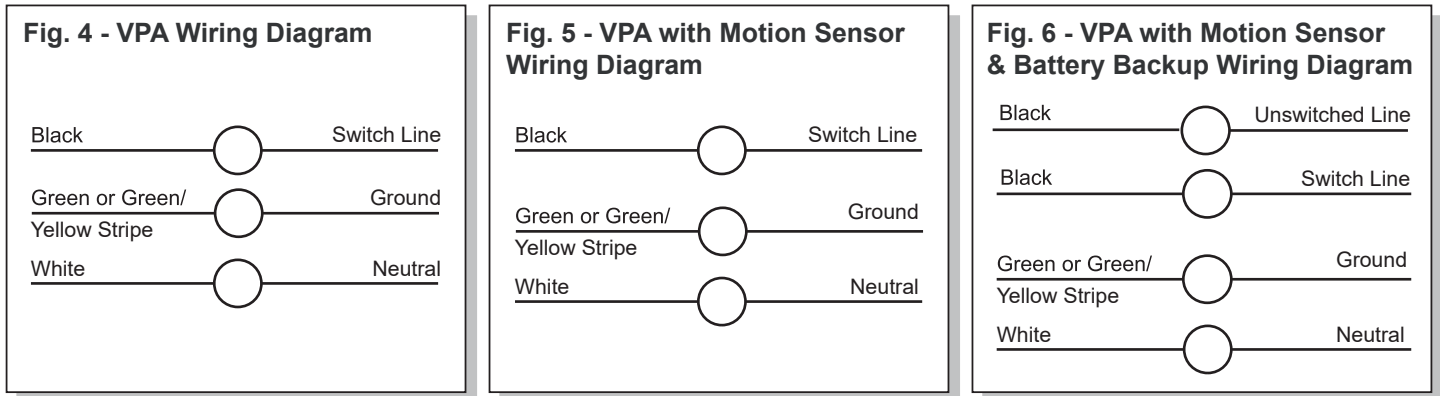 Fig. 4 - VPA Wiring Diagram
Black
Switch Line
Green or Green/
Ground
Yellow Stripe
White
Neutral
Fig. 5 - VPA with Motion Sensor
Wiring Diagram
Black
Switch Line
Green or Green/
Ground
Yellow Stripe
White
Neutral
Fig. 6 - VPA with Motion Sensor
& Battery Backup Wiring Diagram
Black
Unswitched Line
Black
Switch Line
Green or Green/
Ground
Yellow Stripe
White
Neutral